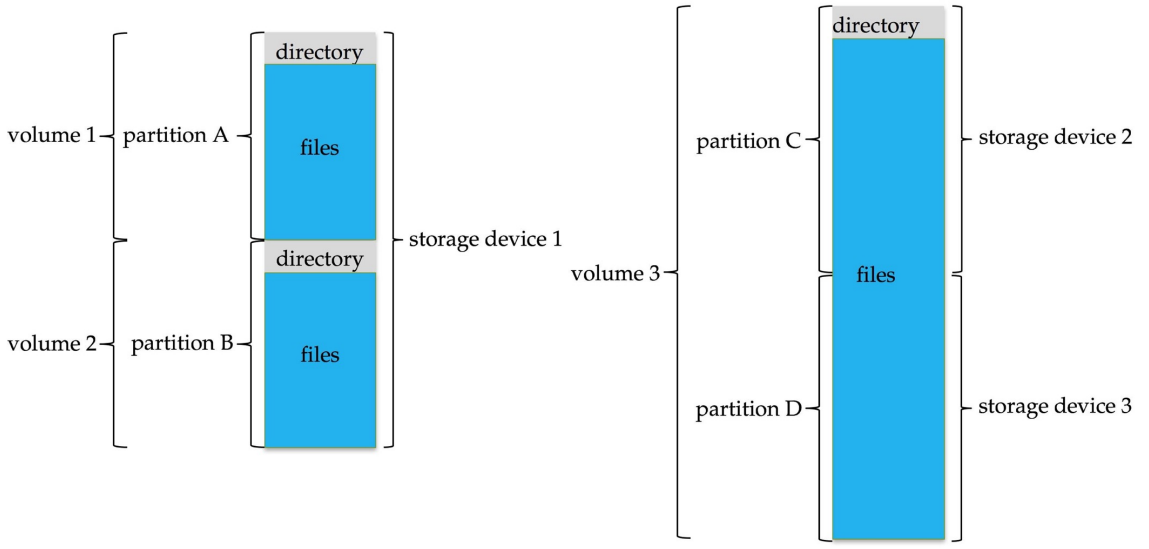 directory
volume 1
partition A
files
storage device 1
directory
volume 2
partition B
files
directory
partition C
storage device 2
volume 3
files
partition D
storage device 3